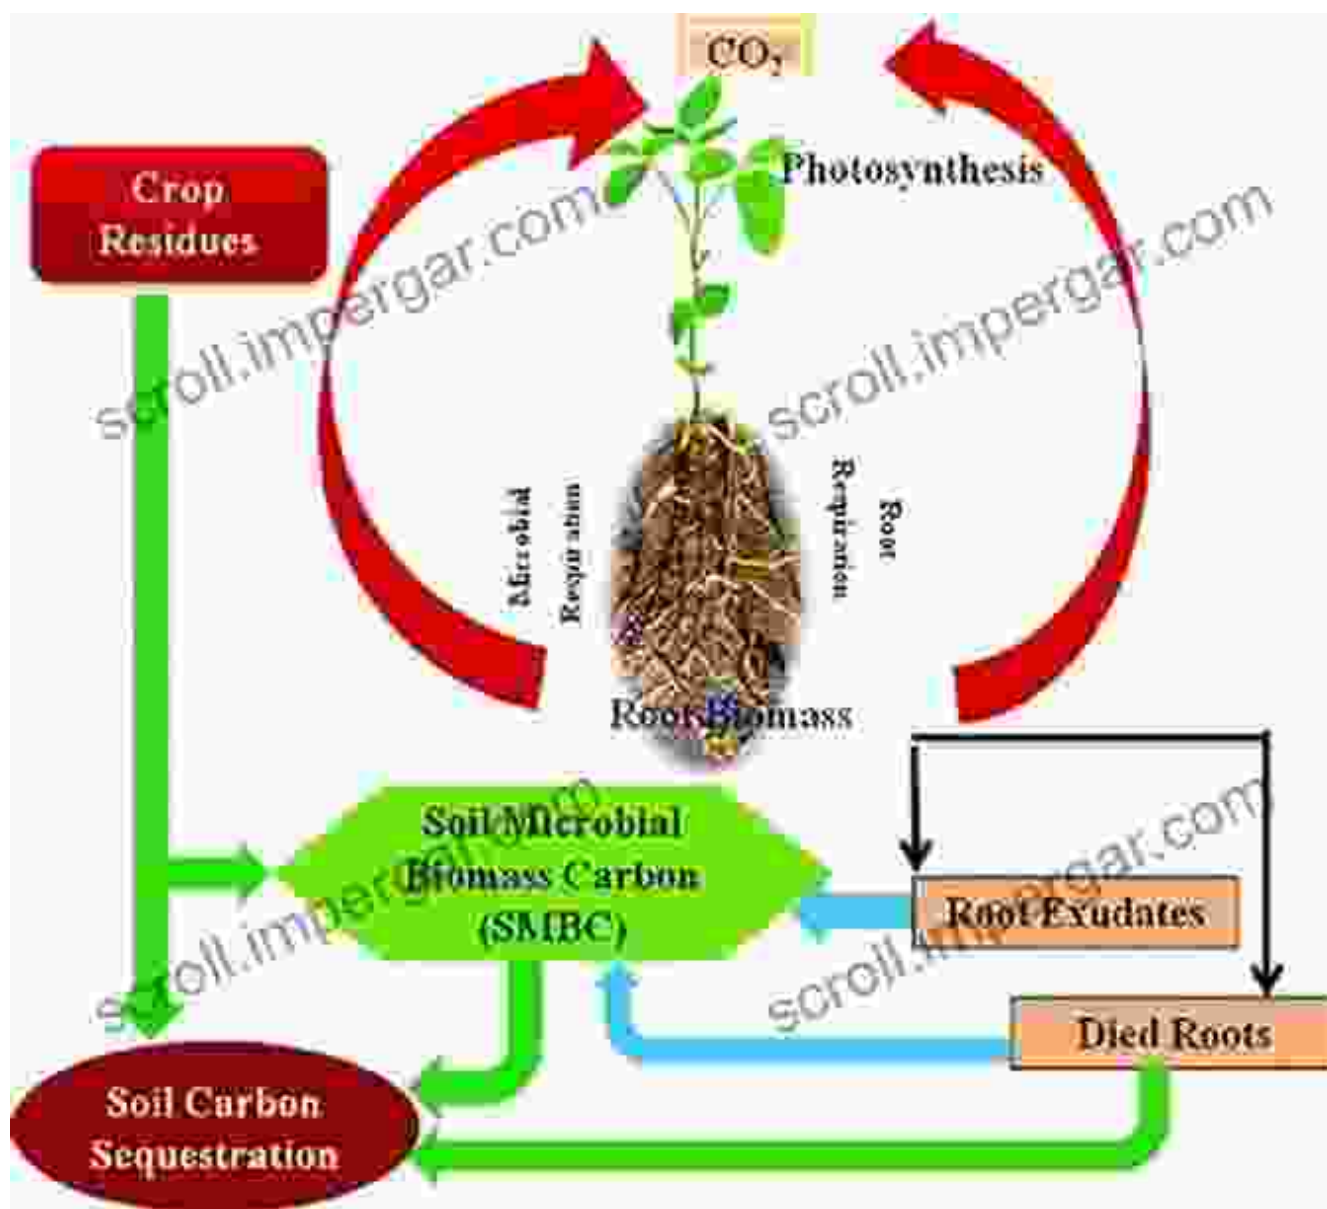 CO2
Photosynthesis
Crop
Residues
scroll.impergar.com
scroll.impergar.com
Microbial
Respiration
Root
Respiration
Root Biomass
Soil Microbial
Biomass Carbon
(SMBC)
Root Exudates
scroll.impergar.com
scroll.impergar.com
Died Roots
Soil Carbon
Sequestration